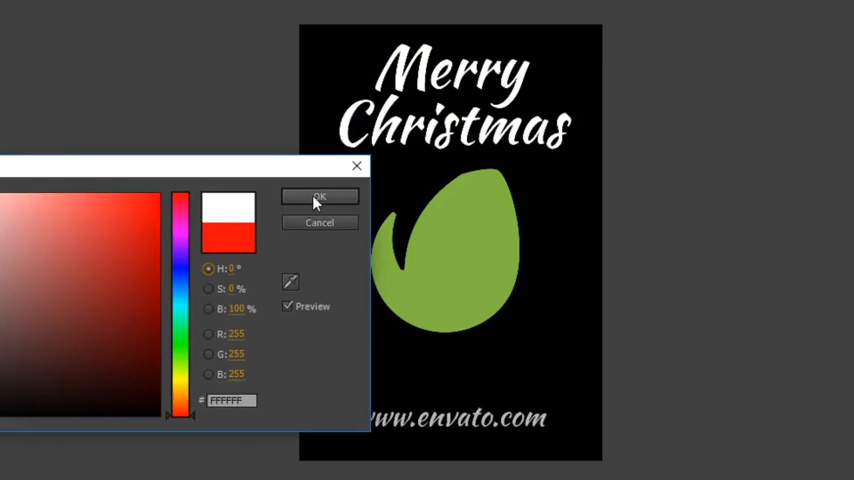 Merry
Christmas
OK
Cancel
H: 0 °
S: 0 %
B: 100 %
Preview
R: 255
G: 255
B: 255
# FFFFFF
www.envato.com